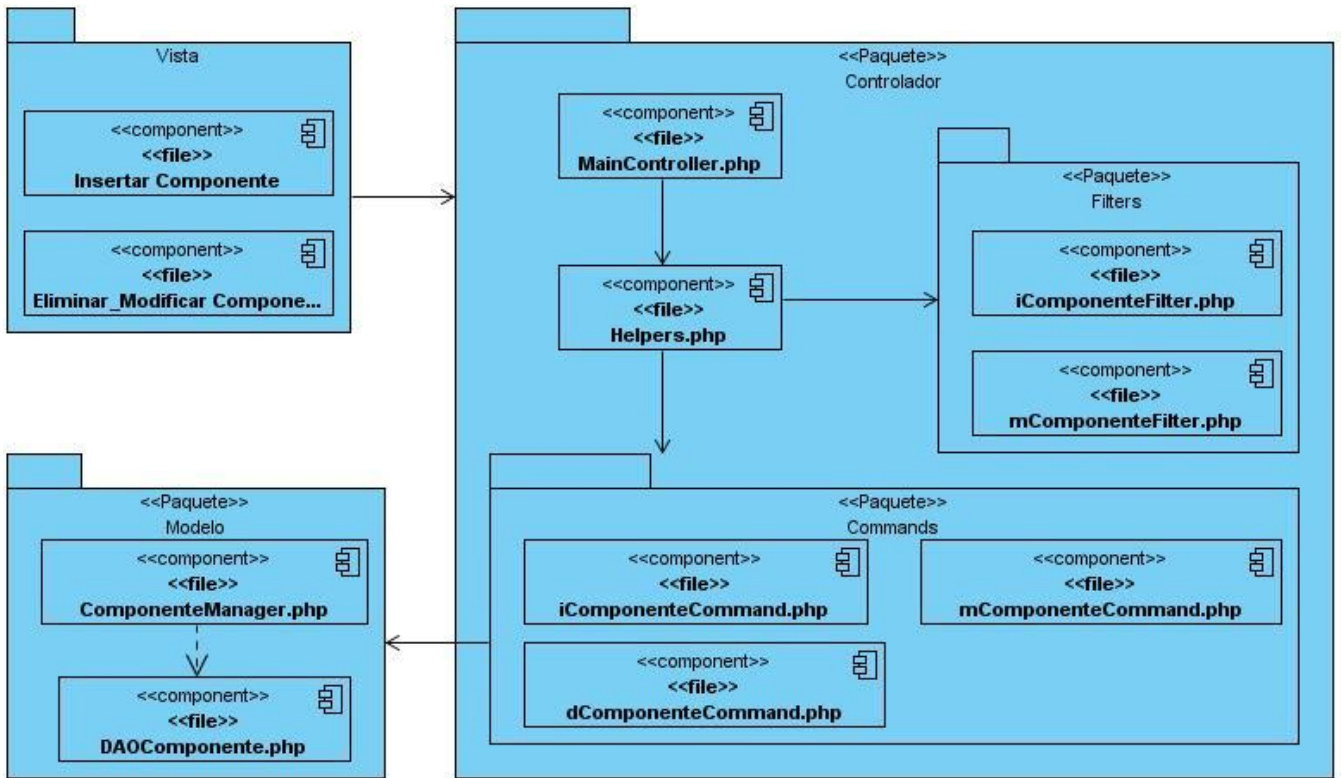 Vista
<<component>>
<<file>>
Insertar Componente
<<component>>
<<file>>
Eliminar_Modificar Compone...
<<Paquete>>
Controlador
<<component>>
<<file>>
MainController.php
<<component>>
<<file>>
Helpers.php
<<Paquete>>
Filters
<<component>>
<<file>>
iComponenteFilter.php
<<component>>
<<file>>
mComponenteFilter.php
<<Paquete>>
Modelo
<<component>>
<<file>>
ComponenteManager.php
<<component>>
<<file>>
DAOComponente.php
<<Paquete>>
Commands
<<component>>
<<file>>
iComponenteCommand.php
<<component>>
<<file>>
mComponenteCommand.php
<<component>>
<<file>>
dComponenteCommand.php